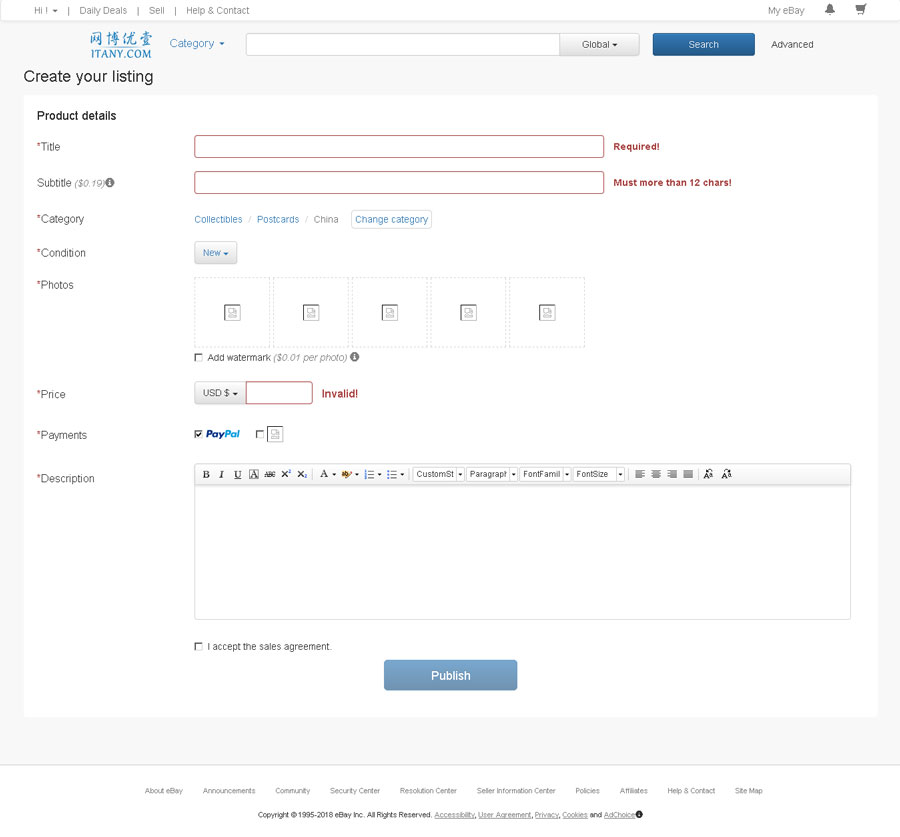 Hi ! | Daily Deals | Sell | Help & Contact My eBay
网博优堂
ITANY.COM
Category Global Search Advanced
Create your listing
Product details
*Title Required!
Subtitle ($0.19) Must more than 12 chars!
*Category Collectibles / Postcards / China Change category
*Condition New
*Photos
Add watermark ($0.01 per photo)
*Price USD $ Invalid!
*Payments PayPal
*Description B I U A ABC X² X₂ A ab CustomSt Paragraph FontFamil FontSize
I accept the sales agreement.
Publish
About eBay Announcements Community Security Center Resolution Center Seller Information Center Policies Affiliates Help & Contact Site Map
Copyright © 1995-2018 eBay Inc. All Rights Reserved. Accessibility, User Agreement, Privacy, Cookies and AdChoice